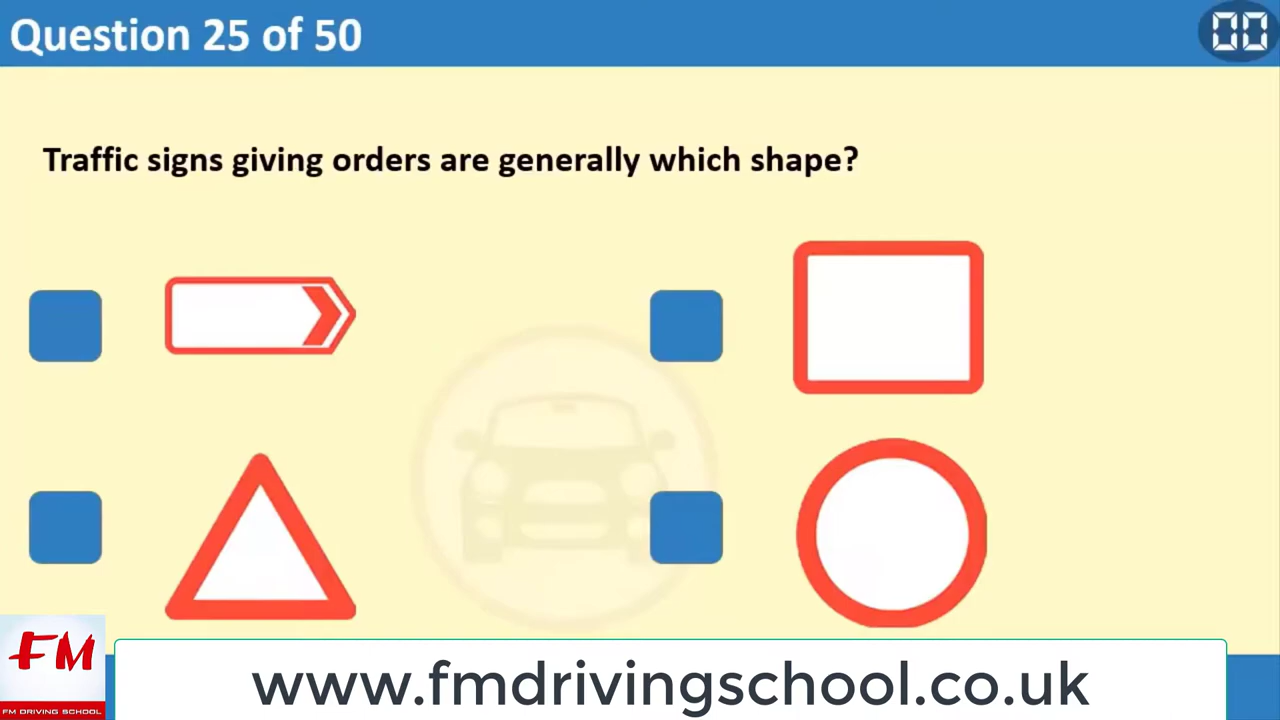 Question 25 of 50
00
Traffic signs giving orders are generally which shape?
FM
FM DRIVING SCHOOL
www.fmdrivingschool.co.uk